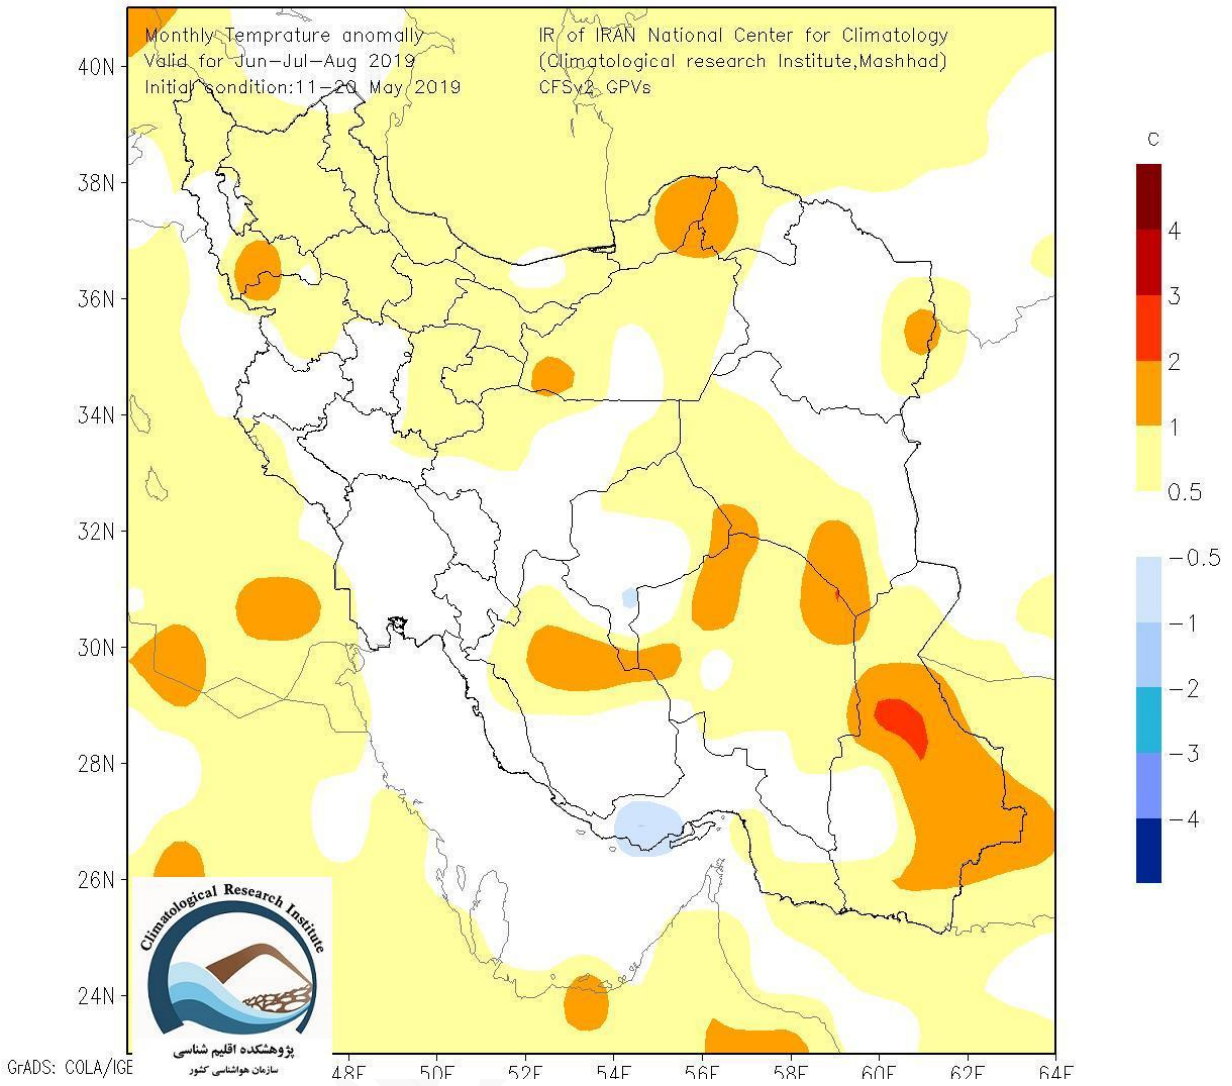 Monthly Temprature anomally
Valid for Jun-Jul-Aug 2019
Initial condition:11-20 May 2019
IR of IRAN National Center for Climatology
(Climatological research Institute,Mashhad)
CFSv2 GPVs
40N
38N
36N
34N
32N
30N
28N
26N
24N
48E
50E
52E
54E
56E
58E
60E
62E
64E
C
4
3
2
1
0.5
-0.5
-1
-2
-3
-4
Climatological Research Institute
پژوهشکده اقلیم شناسی
سازمان هواشناسی کشور
GrADS: COLA/IGE